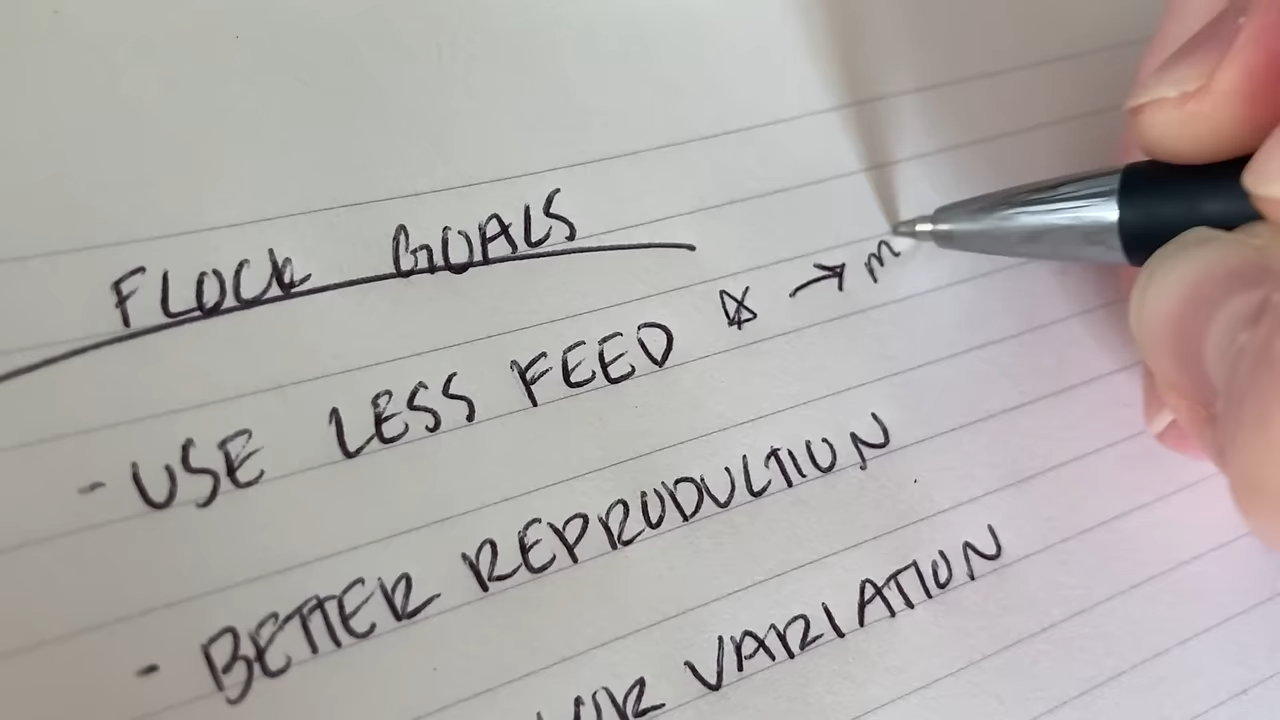 FLOCK GOALS
- USE LESS FEED → m
- BETTER REPRODUCTION
VARIATION